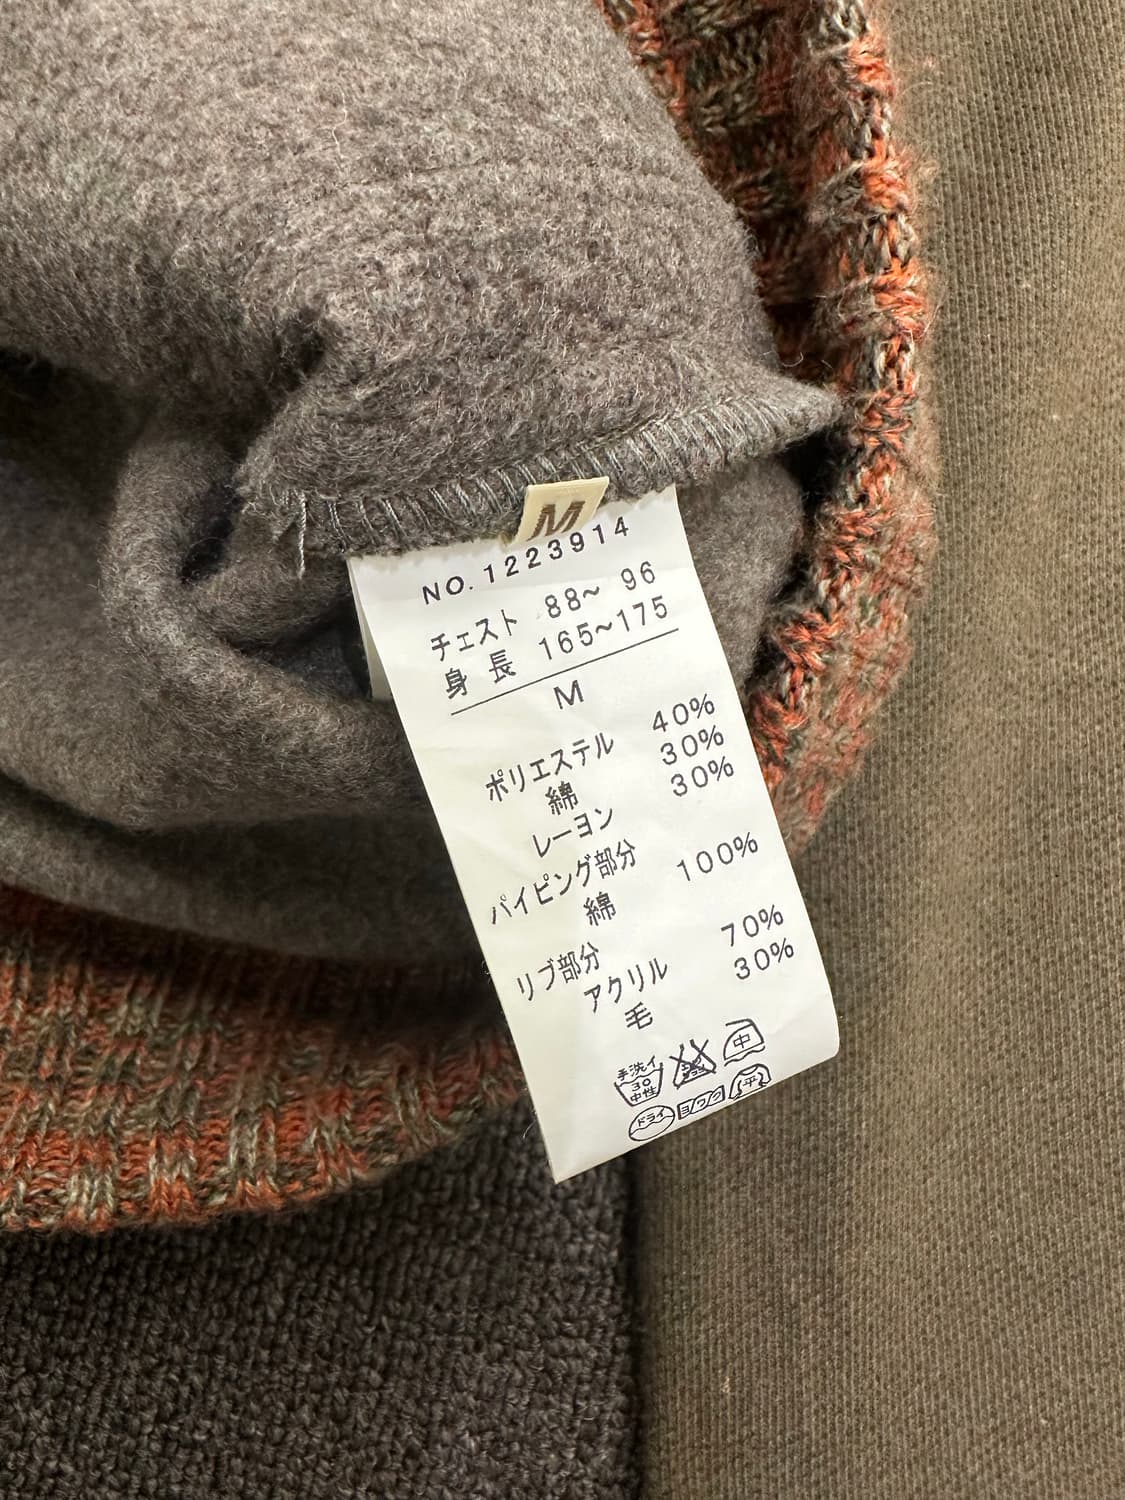 M
NO. 1223914
チェスト 88~ 96
身 長 165~175
M
ポリエステル 40%
綿 30%
レーヨン 30%
パイピング部分
綿 100%
リブ部分
アクリル 70%
毛 30%
手洗イ
30
中性
中
ドライ
ヨワク
平